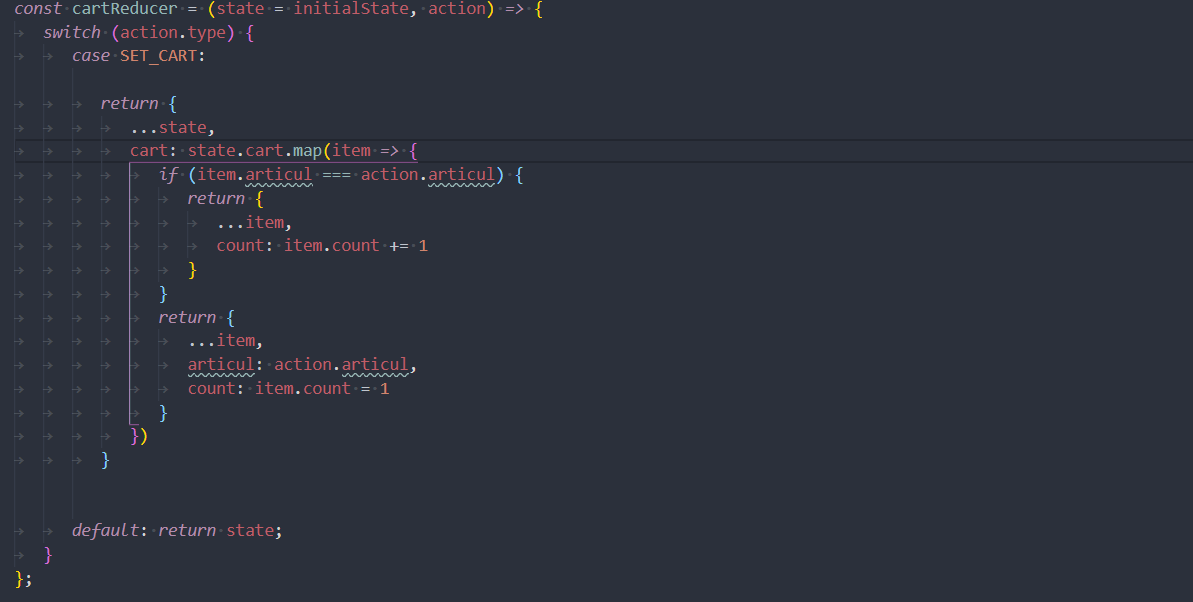 const cartReducer = (state = initialState, action) => {
switch (action.type) {
case SET_CART:
return {
...state,
cart: state.cart.map(item => {
if (item.articul === action.articul) {
return {
...item,
count: item.count += 1
}
}
return {
...item,
articul: action.articul,
count: item.count = 1
}
})
}
default: return state;
}
};